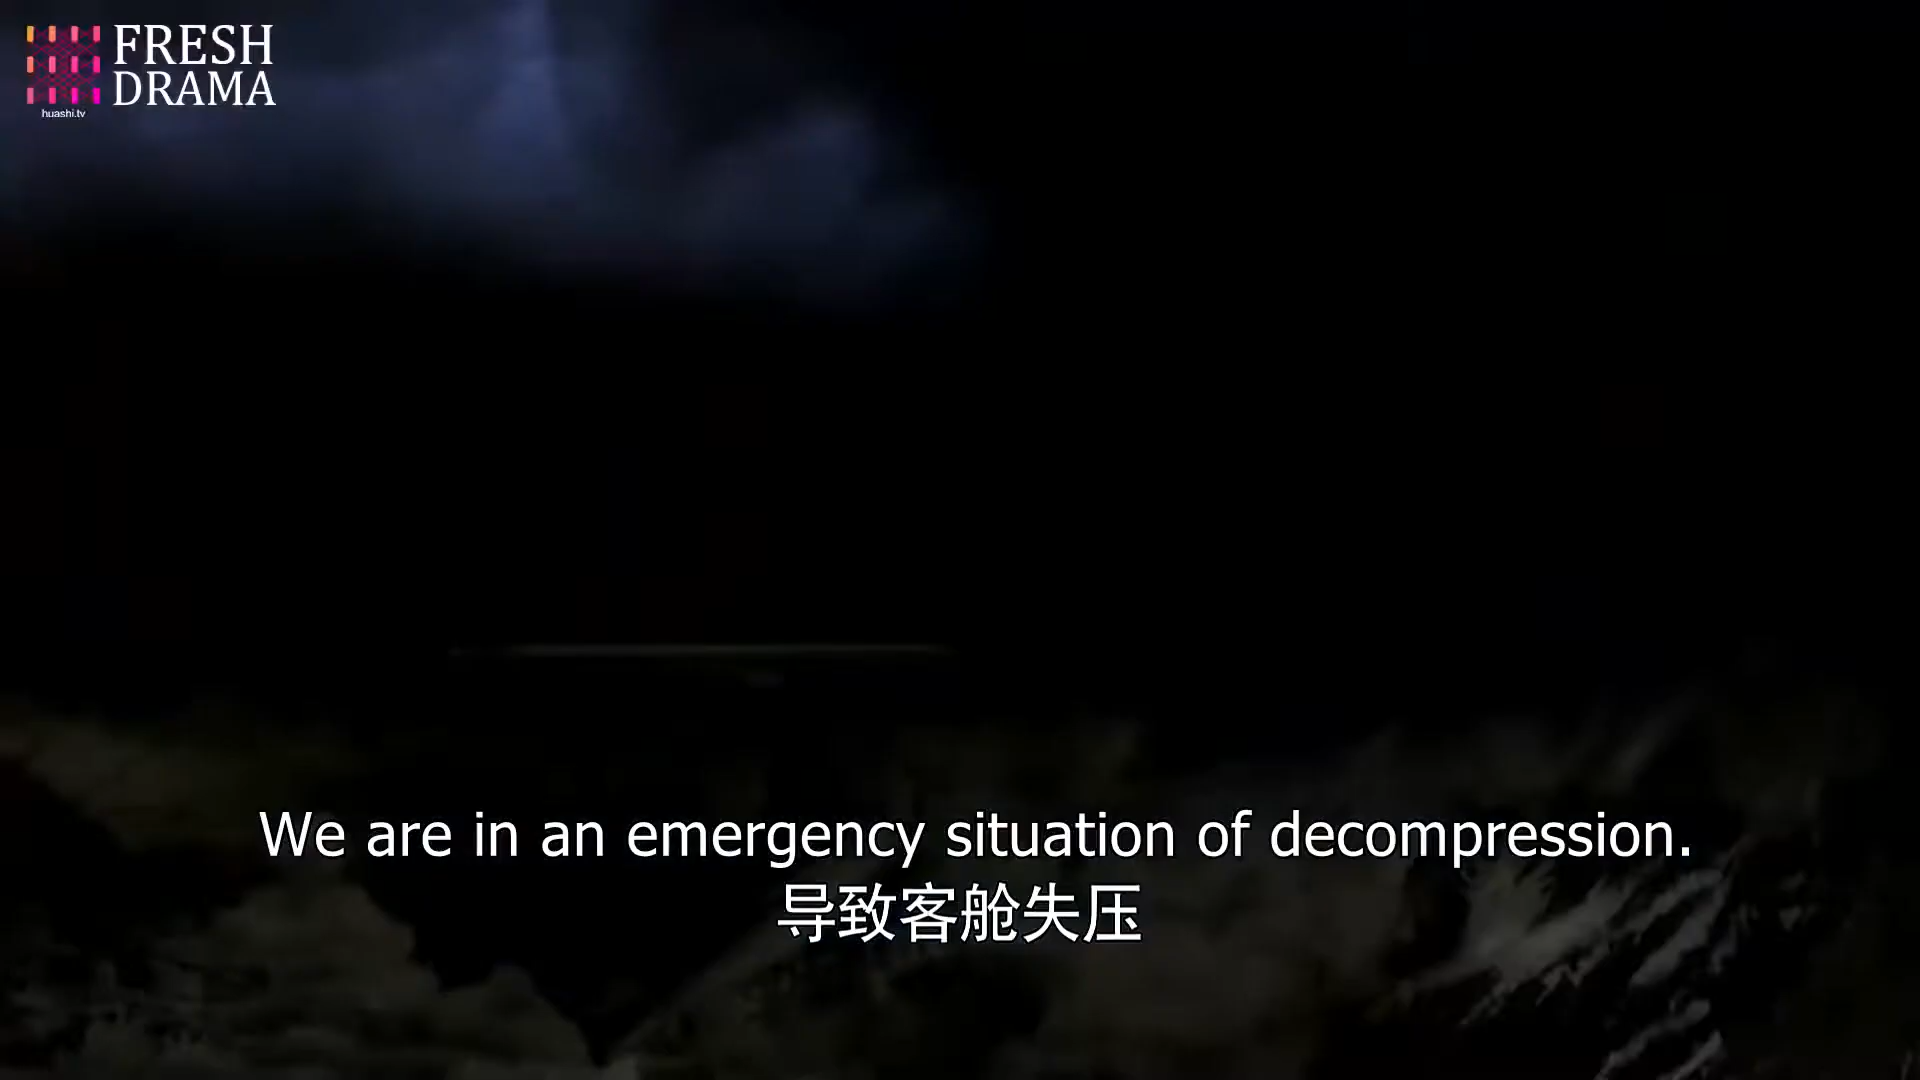 FRESH
DRAMA
huashi.tv
We are in an emergency situation of decompression.
导致客舱失压